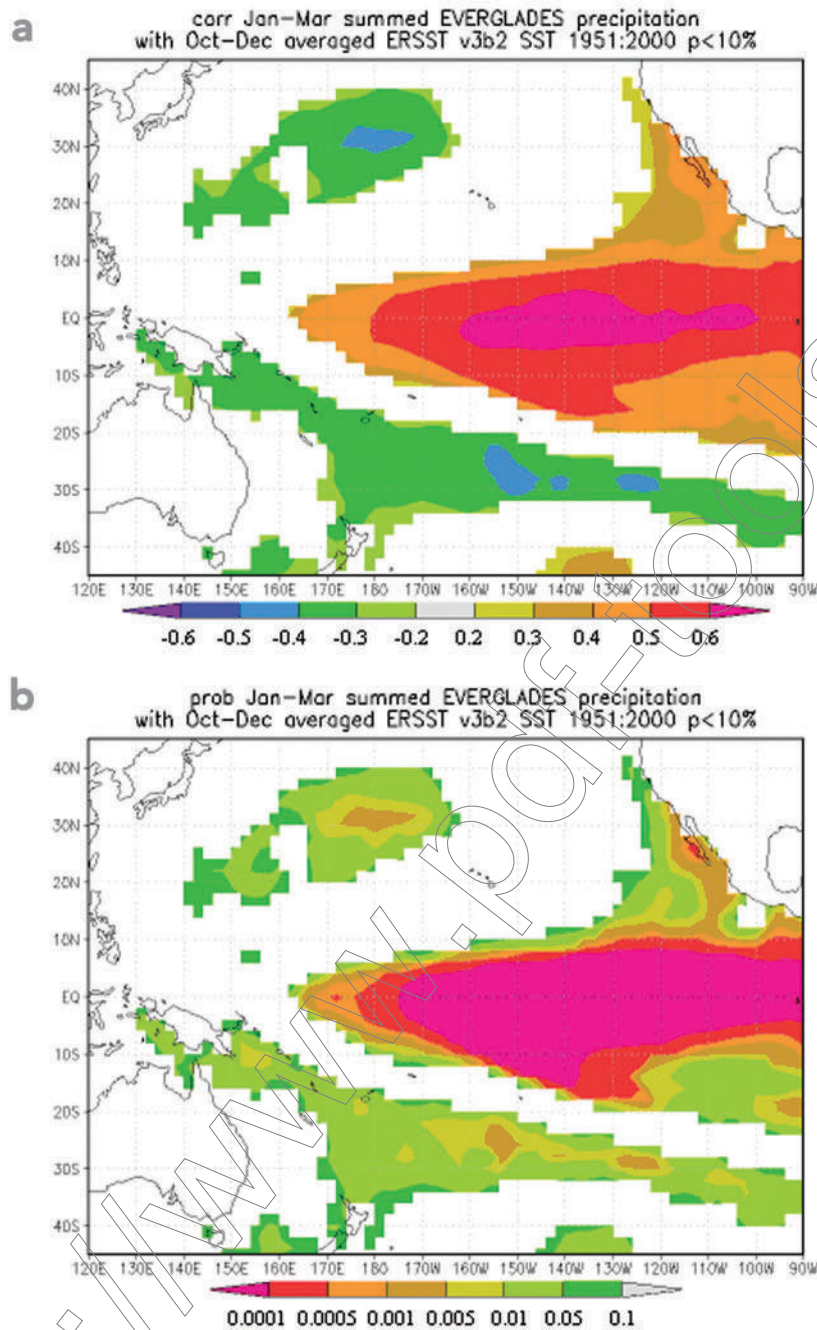 a
corr Jan-Mar summed EVERGLADES precipitation
with Oct-Dec averaged ERSST v3b2 SST 1951:2000 p<10%
40N
30N
20N
10N
EQ
10S
20S
30S
40S
120E 130E 140E 150E 160E 170E 180 170W 160W 150W 140W 130W 120W 110W 100W 90W
-0.6 -0.5 -0.4 -0.3 -0.2 0.2 0.3 0.4 0.5 0.6
b
prob Jan-Mar summed EVERGLADES precipitation
with Oct-Dec averaged ERSST v3b2 SST 1951:2000 p<10%
40N
30N
20N
10N
EQ
10S
20S
30S
40S
120E 130E 140E 150E 160E 170E 180 170W 160W 150W 140W 130W 120W 110W 100W 90W
0.0001 0.0005 0.001 0.005 0.01 0.05 0.1
://www.pdf-tools